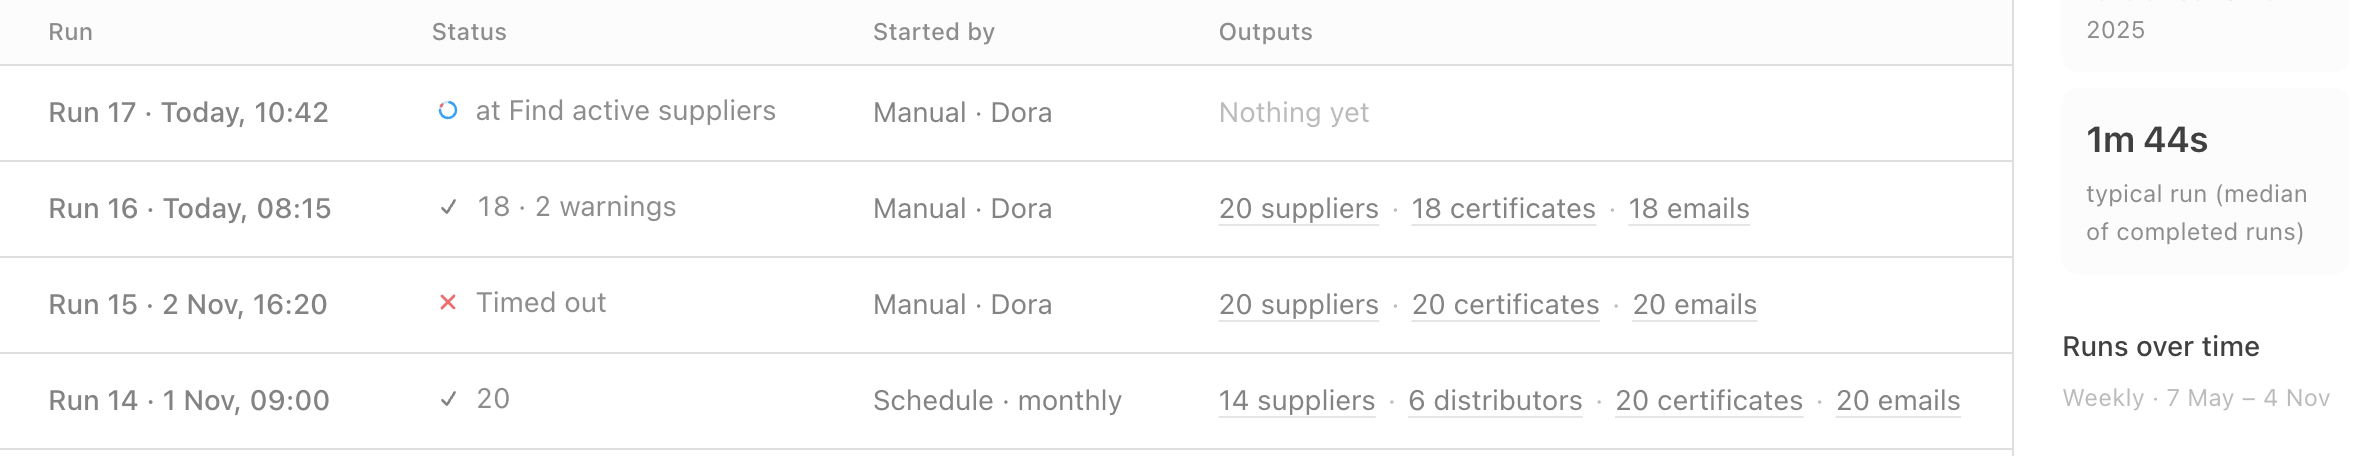 Run Status Started by Outputs
Run 17 · Today, 10:42 at Find active suppliers Manual · Dora Nothing yet
Run 16 · Today, 08:15 18 · 2 warnings Manual · Dora 20 suppliers · 18 certificates · 18 emails
Run 15 · 2 Nov, 16:20 Timed out Manual · Dora 20 suppliers · 20 certificates · 20 emails
Run 14 · 1 Nov, 09:00 20 Schedule · monthly 14 suppliers · 6 distributors · 20 certificates · 20 emails
2025
1m 44s
typical run (median
of completed runs)
Runs over time
Weekly · 7 May – 4 Nov